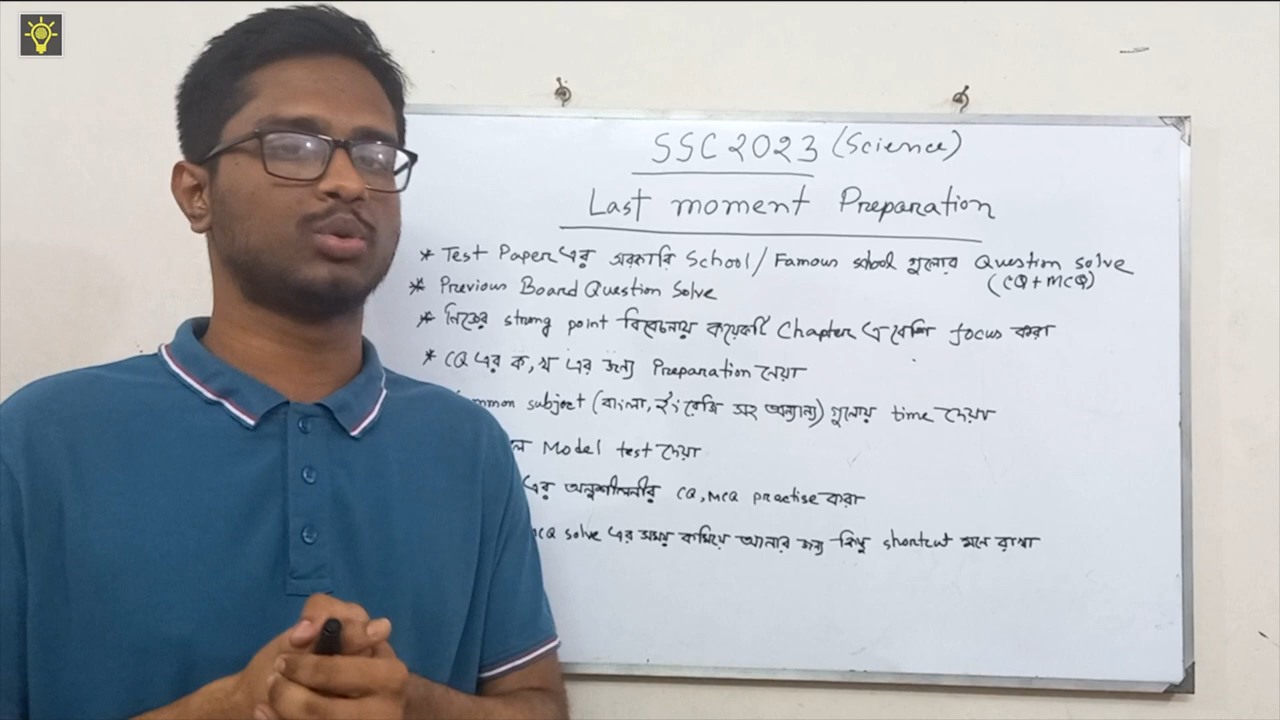 SSC 2023 (Science)
Last moment Preparation
* Test Paper এর সরকারি School / Famous school গুলোর Question solve
(CQ + MCQ)
* Previous Board Question Solve
* নিজের strong point বিবেচনায় কয়েকটি Chapter এ বেশি focus করা
* CQ এর ক, খ এর জন্য Preparation নেয়া
mmon subject (বাংলা, ইংরেজি সহ অন্যান্য) গুলোয় time দেয়া
Model test দেয়া
এর অনুশীলনীর CQ, MCQ practise করা
MCQ solve এর সময় কমিয়ে আনার জন্য কিছু shortcut মনে রাখা